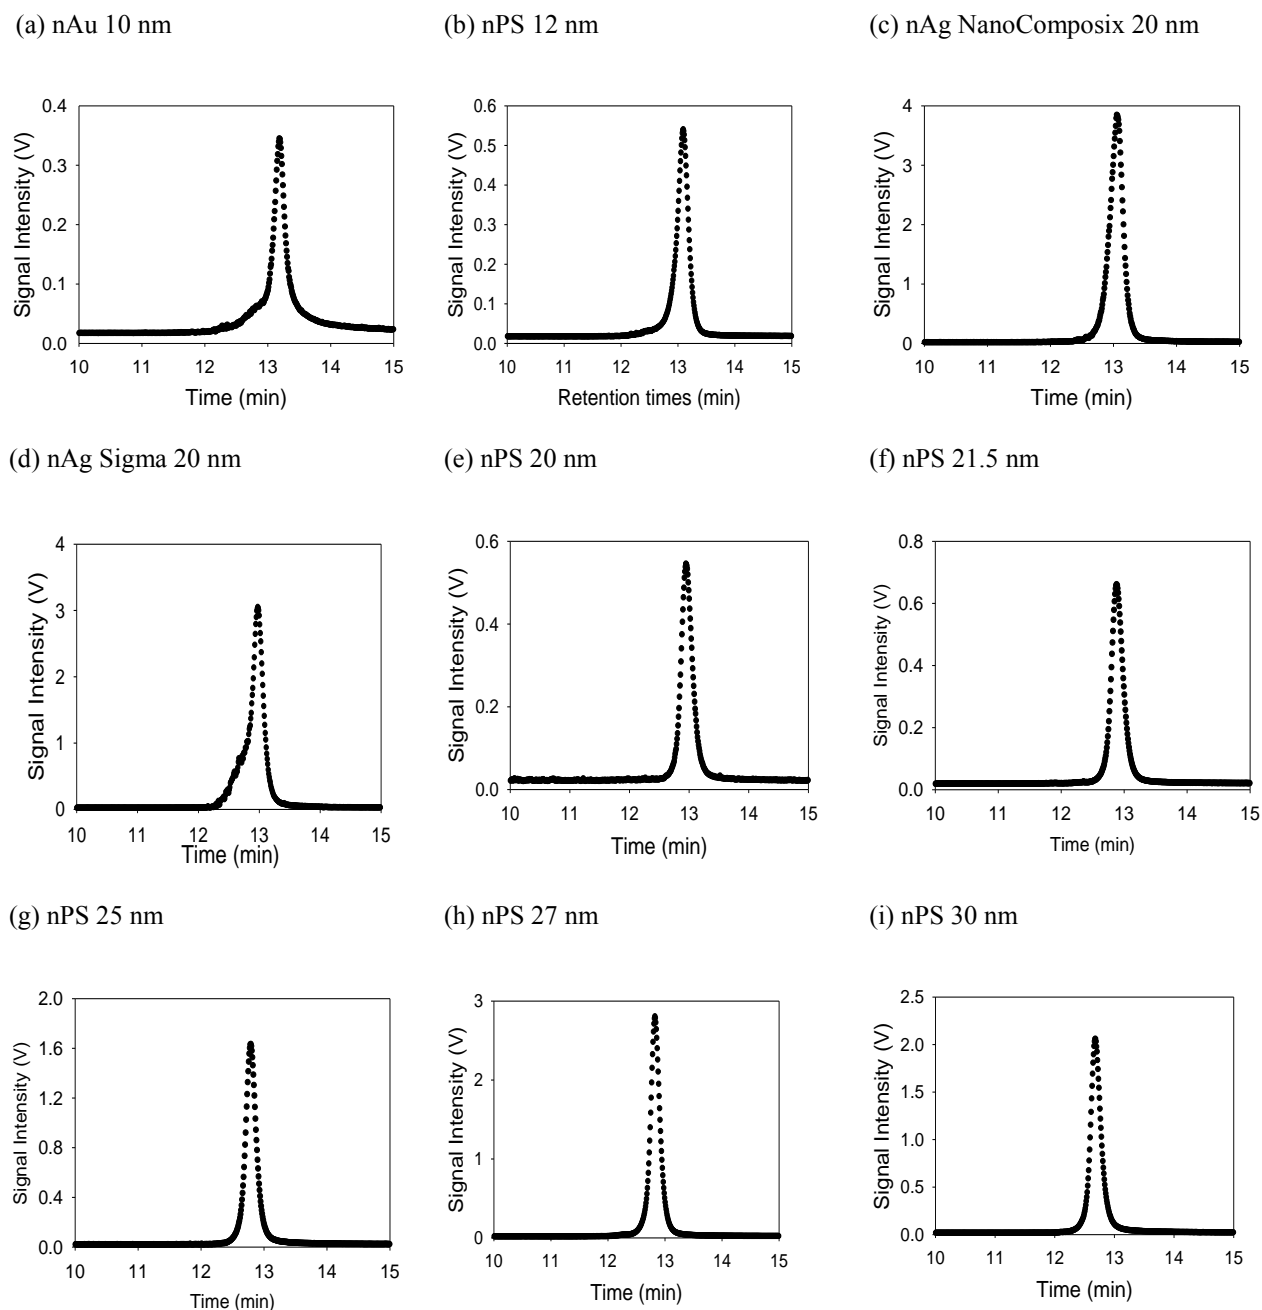 (a) nAu 10 nm
(b) nPS 12 nm
(c) nAg NanoComposix 20 nm
Signal Intensity (V)
0.4
0.3
0.2
0.1
0.0
10 11 12 13 14 15
Time (min)
Signal Intensity (V)
0.6
0.5
0.4
0.3
0.2
0.1
0.0
10 11 12 13 14 15
Retention times (min)
Signal Intensity (V)
4
3
2
1
0
10 11 12 13 14 15
Time (min)
(d) nAg Sigma 20 nm
(e) nPS 20 nm
(f) nPS 21.5 nm
Signal Intensity (V)
4
3
2
1
0
10 11 12 13 14 15
Time (min)
Signal Intensity (V)
0.6
0.4
0.2
0.0
10 11 12 13 14 15
Time (min)
Signal Intensity (V)
0.8
0.6
0.4
0.2
0.0
10 11 12 13 14 15
Time (min)
(g) nPS 25 nm
(h) nPS 27 nm
(i) nPS 30 nm
Signal Intensity (V)
2.0
1.6
1.2
0.8
0.4
0.0
10 11 12 13 14 15
Time (min)
Signal Intensity (V)
3
2
1
0
10 11 12 13 14 15
Time (min)
Signal Intensity (V)
2.5
2.0
1.5
1.0
0.5
0.0
10 11 12 13 14 15
Time (min)